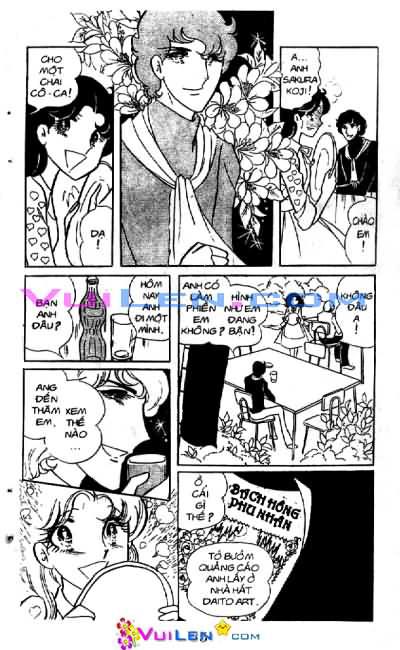 A...
ANH
SAKURA
KOJI!
CHÀO
EM!
CHO
MỘT
CHAI
CÔ-CA!
DẠ!
KHÔNG
ĐÂU
Ạ!
HÌNH
NHƯ EM
ĐANG
BẬN!
ANH CÓ
LÀM
PHIỀN
EM
KHÔNG?
HÔM
NAY
ANH
ĐI MỘT
MÌNH.
BẠN
ANH
ĐÂU?
VUILEN.COM
ANG
ĐẾN
THĂM
EM.
XEM
THẾ
NÀO
...
Ồ,
CÁI
GÌ
THẾ?
BẠCH HỒNG
PHU NHÂN
TỜ BƯỚM
QUẢNG CÁO
ANH LẤY Ở
NHÀ HÁT
DAITO ART.
VUILEN
.COM